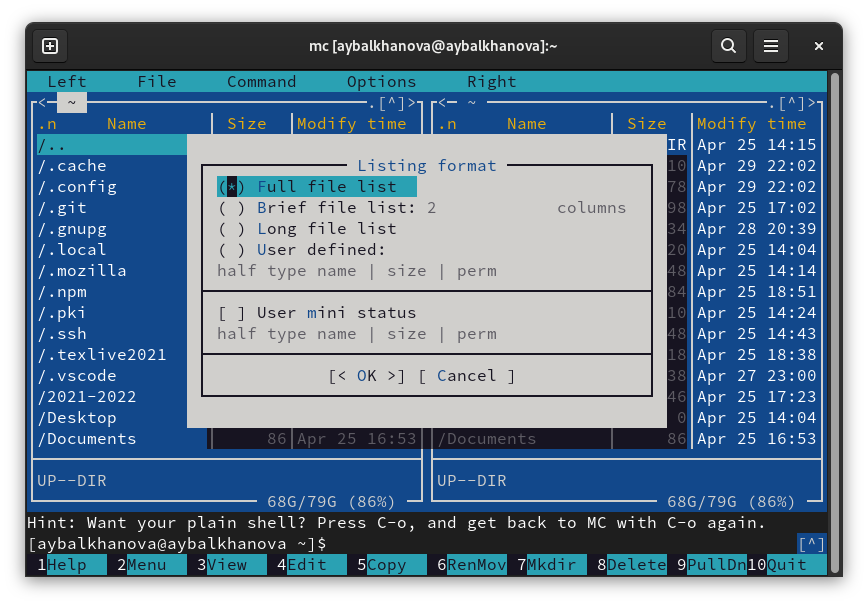 mc [aybalkhanova@aybalkhanova]:~
Left File Command Options Right
<- ~ .[^]> <- ~ .[^]>
.n Name Size Modify time .n Name Size Modify time
/.. IR Apr 25 14:15
/.cache 10 Apr 29 22:02
/.config 78 Apr 29 22:02
/.git 98 Apr 25 17:02
/.gnupg 34 Apr 28 20:39
/.local 20 Apr 25 14:04
/.mozilla 48 Apr 25 14:14
/.npm 84 Apr 25 18:51
/.pki 10 Apr 25 14:24
/.ssh 48 Apr 25 14:43
/.texlive2021 18 Apr 25 18:38
/.vscode 38 Apr 27 23:00
/2021-2022 46 Apr 25 17:23
/Desktop 0 Apr 25 14:04
/Documents 86 Apr 25 16:53 /Documents 86 Apr 25 16:53
Listing format
(*) Full file list
( ) Brief file list: 2 columns
( ) Long file list
( ) User defined:
half type name | size | perm
[ ] User mini status
half type name | size | perm
[< OK >] [ Cancel ]
UP--DIR UP--DIR
68G/79G (86%) 68G/79G (86%)
Hint: Want your plain shell? Press C-o, and get back to MC with C-o again.
[aybalkhanova@aybalkhanova ~]$ [^]
1Help 2Menu 3View 4Edit 5Copy 6RenMov 7Mkdir 8Delete 9PullDn 10Quit